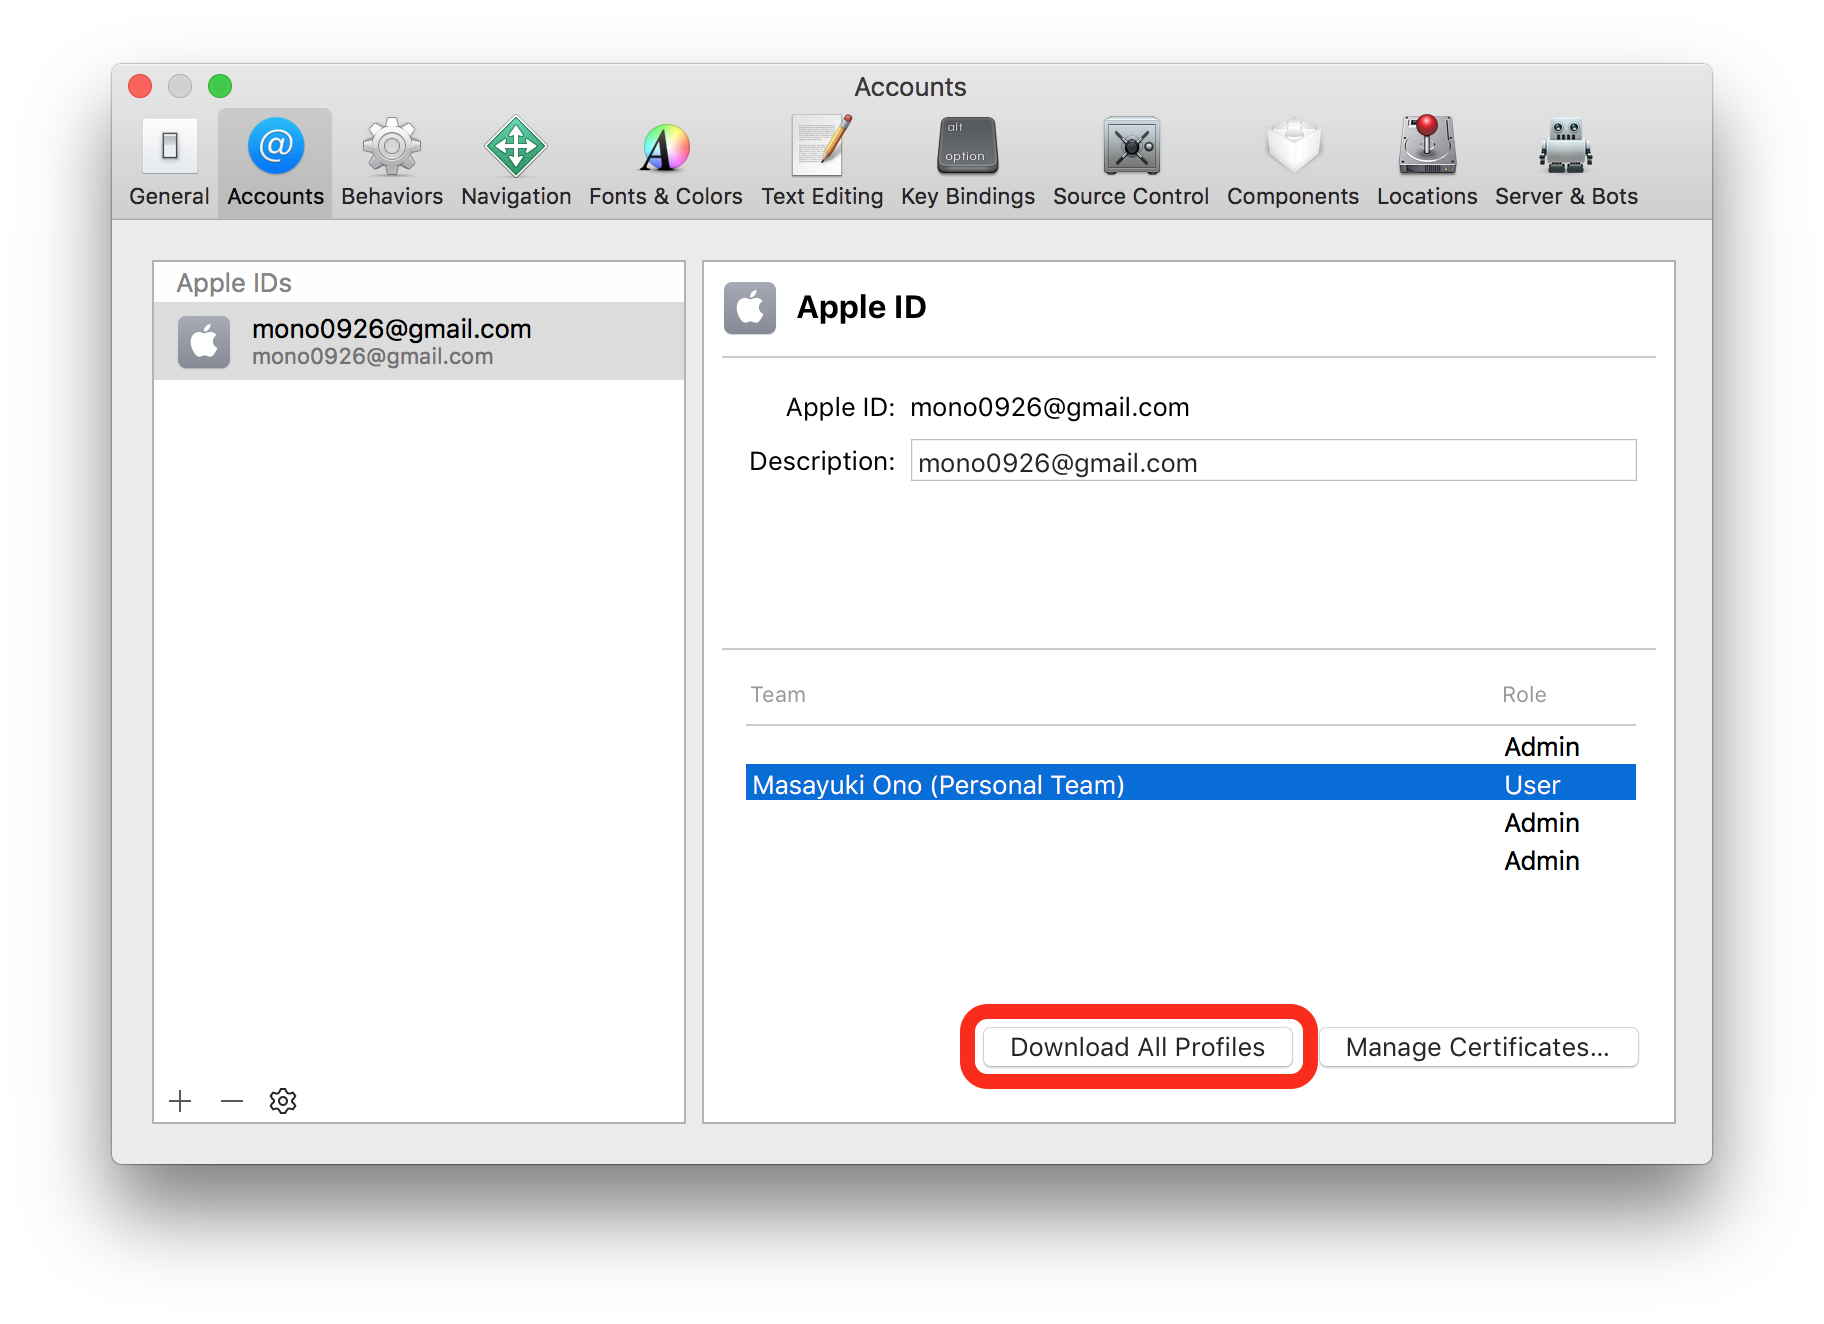 Accounts
General
Accounts
Behaviors
Navigation
Fonts & Colors
Text Editing
alt
option
Key Bindings
Source Control
Components
Locations
Server & Bots
Apple IDs
mono0926@gmail.com
mono0926@gmail.com
Apple ID
Apple ID: mono0926@gmail.com
Description: mono0926@gmail.com
Team Role
Admin
Masayuki Ono (Personal Team) User
Admin
Admin
Download All Profiles Manage Certificates...